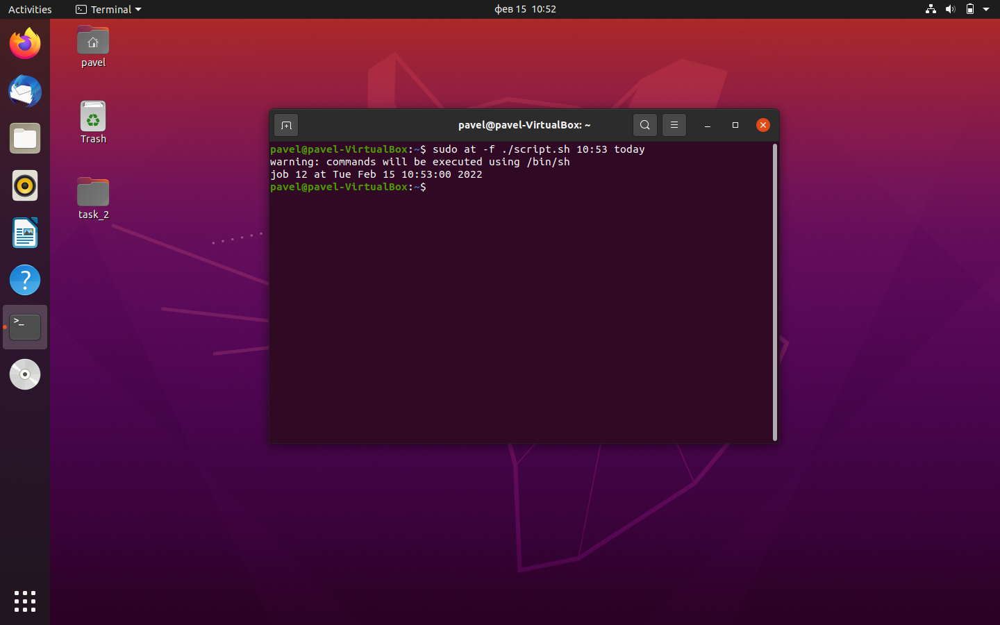 Activities
Terminal
фев 15 10:52
pavel
Trash
task_2
pavel@pavel-VirtualBox: ~
pavel@pavel-VirtualBox:~$ sudo at -f ./script.sh 10:53 today
warning: commands will be executed using /bin/sh
job 12 at Tue Feb 15 10:53:00 2022
pavel@pavel-VirtualBox:~$